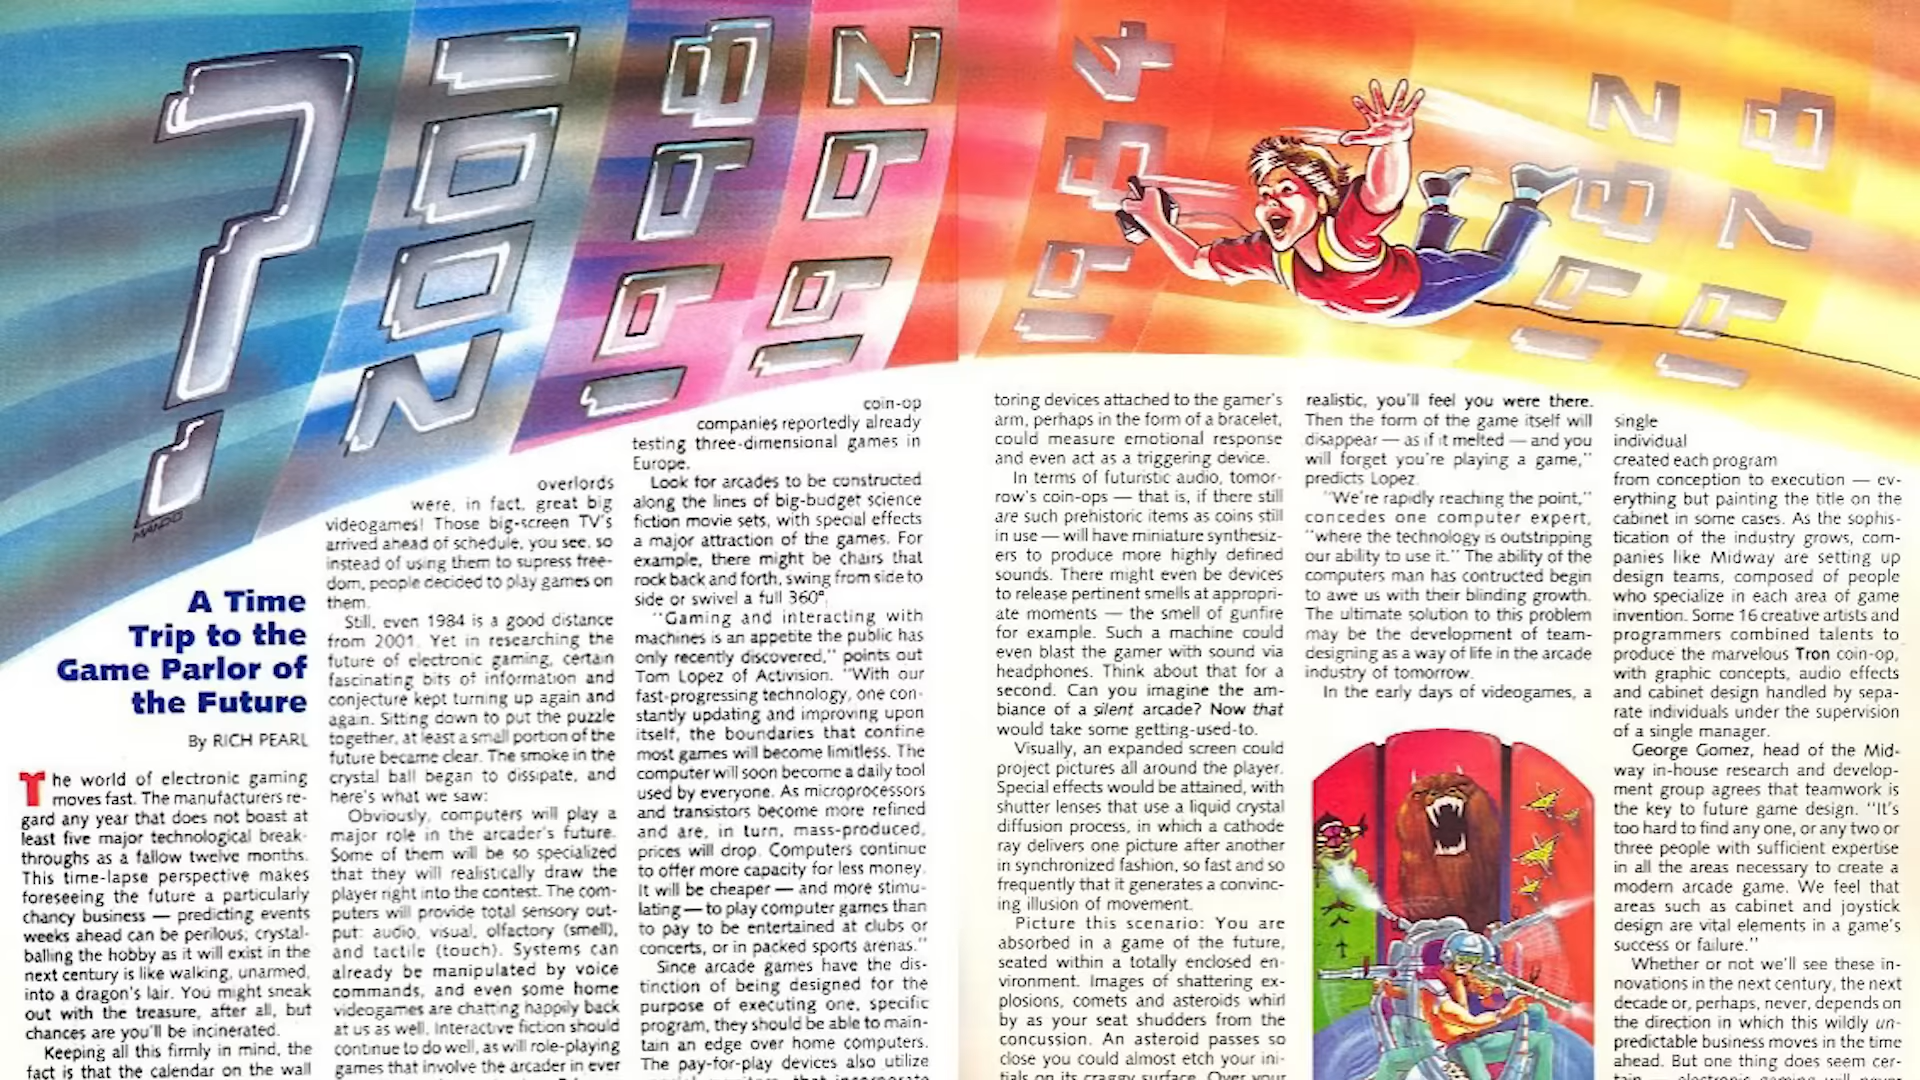 MANDO
A Time
Trip to the
Game Parlor of
the Future
By RICH PEARL
The world of electronic gaming
moves fast. The manufacturers re-
gard any year that does not boast at
least five major technological break-
throughs as a fallow twelve months.
This time-lapse perspective makes
foreseeing the future a particularly
chancy business — predicting events
weeks ahead can be perilous; crystal-
balling the hobby as it will exist in the
next century is like walking, unarmed,
into a dragon's lair. You might sneak
out with the treasure, after all, but
chances are you'll be incinerated.
Keeping all this firmly in mind, the
fact is that the calendar on the wall
overlords
were, in fact, great big
videogames! Those big-screen TV's
arrived ahead of schedule, you see, so
instead of using them to supress free-
dom, people decided to play games on
them.
Still, even 1984 is a good distance
from 2001. Yet in researching the
future of electronic gaming, certain
fascinating bits of information and
conjecture kept turning up again and
again. Sitting down to put the puzzle
together, at least a small portion of the
future became clear. The smoke in the
crystal ball began to dissipate, and
here's what we saw:
Obviously, computers will play a
major role in the arcader's future.
Some of them will be so specialized
that they will realistically draw the
player right into the contest. The com-
puters will provide total sensory out-
put: audio, visual, olfactory (smell),
and tactile (touch). Systems can
already be manipulated by voice
commands, and even some home
videogames are chatting happily back
at us as well. Interactive fiction should
continue to do well, as will role-playing
games that involve the arcader in ever
coin-op
companies reportedly already
testing three-dimensional games in
Europe.
Look for arcades to be constructed
along the lines of big-budget science
fiction movie sets, with special effects
a major attraction of the games. For
example, there might be chairs that
rock back and forth, swing from side to
side or swivel a full 360°.
"Gaming and interacting with
machines is an appetite the public has
only recently discovered," points out
Tom Lopez of Activision. "With our
fast-progressing technology, one con-
stantly updating and improving upon
itself, the boundaries that confine
most games will become limitless. The
computer will soon become a daily tool
used by everyone. As microprocessors
and transistors become more refined
and are, in turn, mass-produced,
prices will drop. Computers continue
to offer more capacity for less money.
It will be cheaper — and more stimu-
lating — to play computer games than
to pay to be entertained at clubs or
concerts, or in packed sports arenas."
Since arcade games have the dis-
tinction of being designed for the
purpose of executing one, specific
program, they should be able to main-
tain an edge over home computers.
The pay-for-play devices also utilize
toring devices attached to the gamer's
arm, perhaps in the form of a bracelet,
could measure emotional response
and even act as a triggering device.
In terms of futuristic audio, tomor-
row's coin-ops — that is, if there still
are such prehistoric items as coins still
in use — will have miniature synthesiz-
ers to produce more highly defined
sounds. There might even be devices
to release pertinent smells at appropri-
ate moments — the smell of gunfire
for example. Such a machine could
even blast the gamer with sound via
headphones. Think about that for a
second. Can you imagine the am-
biance of a silent arcade? Now that
would take some getting-used-to.
Visually, an expanded screen could
project pictures all around the player.
Special effects would be attained, with
shutter lenses that use a liquid crystal
diffusion process, in which a cathode
ray delivers one picture after another
in synchronized fashion, so fast and so
frequently that it generates a convinc-
ing illusion of movement.
Picture this scenario: You are
absorbed in a game of the future,
seated within a totally enclosed en-
vironment. Images of shattering ex-
plosions, comets and asteroids whirl
by as your seat shudders from the
concussion. An asteroid passes so
close you could almost etch your ini-
tials on its craggy surface. Over your
realistic, you'll feel you were there.
Then the form of the game itself will
disappear — as if it melted — and you
will forget you're playing a game,"
predicts Lopez.
"We're rapidly reaching the point,"
concedes one computer expert,
"where the technology is outstripping
our ability to use it." The ability of the
computers man has contructed begin
to awe us with their blinding growth.
The ultimate solution to this problem
may be the development of team-
designing as a way of life in the arcade
industry of tomorrow.
In the early days of videogames, a
single
individual
created each program
from conception to execution — ev-
erything but painting the title on the
cabinet in some cases. As the sophis-
tication of the industry grows, com-
panies like Midway are setting up
design teams, composed of people
who specialize in each area of game
invention. Some 16 creative artists and
programmers combined talents to
produce the marvelous Tron coin-op,
with graphic concepts, audio effects
and cabinet design handled by sepa-
rate individuals under the supervision
of a single manager.
George Gomez, head of the Mid-
way in-house research and develop-
ment group agrees that teamwork is
the key to future game design. "It's
too hard to find any one, or any two or
three people with sufficient expertise
in all the areas necessary to create a
modern arcade game. We feel that
areas such as cabinet and joystick
design are vital elements in a game's
success or failure."
Whether or not we'll see these in-
novations in the next century, the next
decade or, perhaps, never, depends on
the direction in which this wildly un-
predictable business moves in the time
ahead. But one thing does seem cer-